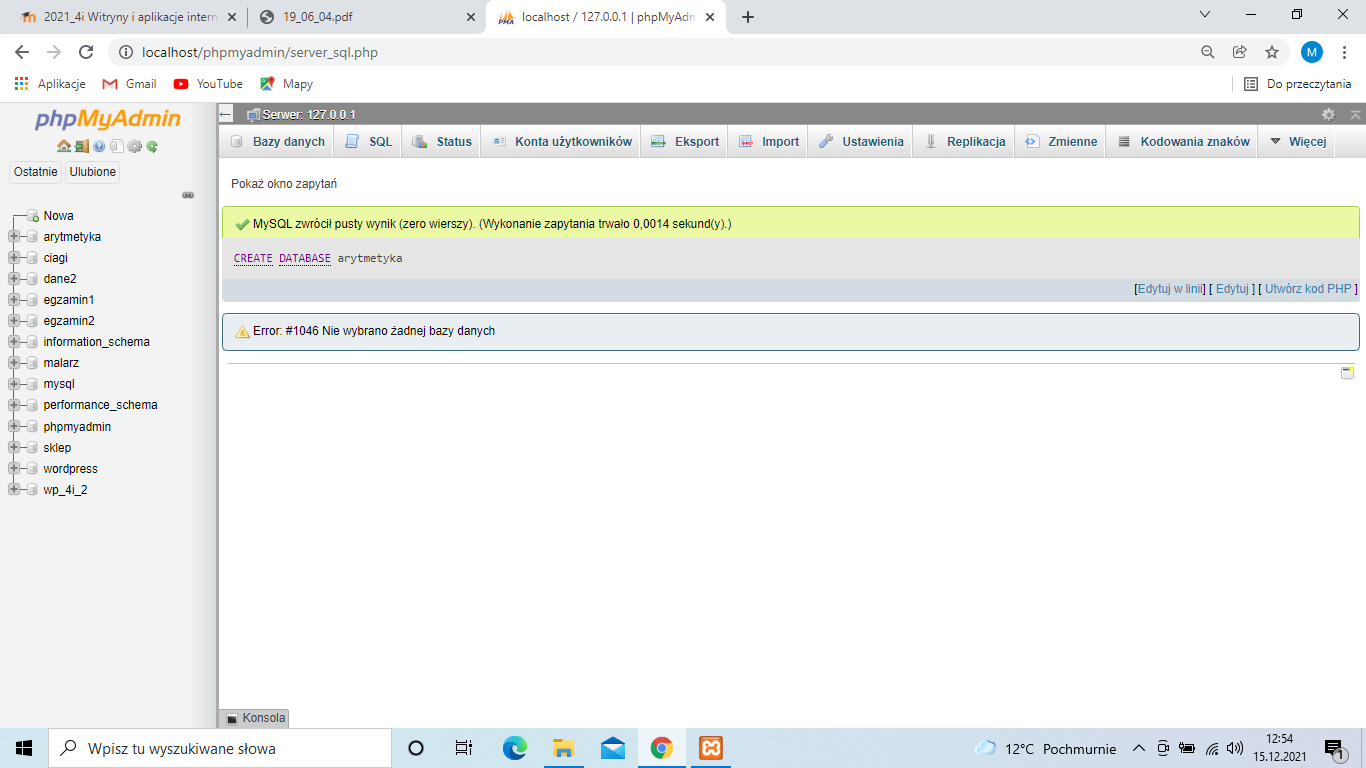 2021_4i Witryny i aplikacje intern
19_06_04.pdf
localhost / 127.0.0.1 | phpMyAdm
localhost/phpmyadmin/server_sql.php
M
Aplikacje
Gmail
YouTube
Mapy
Do przeczytania
phpMyAdmin
Ostatnie
Ulubione
Nowa
arytmetyka
ciagi
dane2
egzamin1
egzamin2
information_schema
malarz
mysql
performance_schema
phpmyadmin
sklep
wordpress
wp_4i_2
Serwer: 127.0.0.1
Bazy danych
SQL
Status
Konta użytkowników
Eksport
Import
Ustawienia
Replikacja
Zmienne
Kodowania znaków
Więcej
Pokaż okno zapytań
MySQL zwrócił pusty wynik (zero wierszy). (Wykonanie zapytania trwało 0,0014 sekund(y).)
CREATE DATABASE arytmetyka
[Edytuj w linii] [ Edytuj ] [ Utwórz kod PHP ]
Error: #1046 Nie wybrano żadnej bazy danych
Konsola
Wpisz tu wyszukiwane słowa
12°C Pochmurnie
12:54
15.12.2021
1